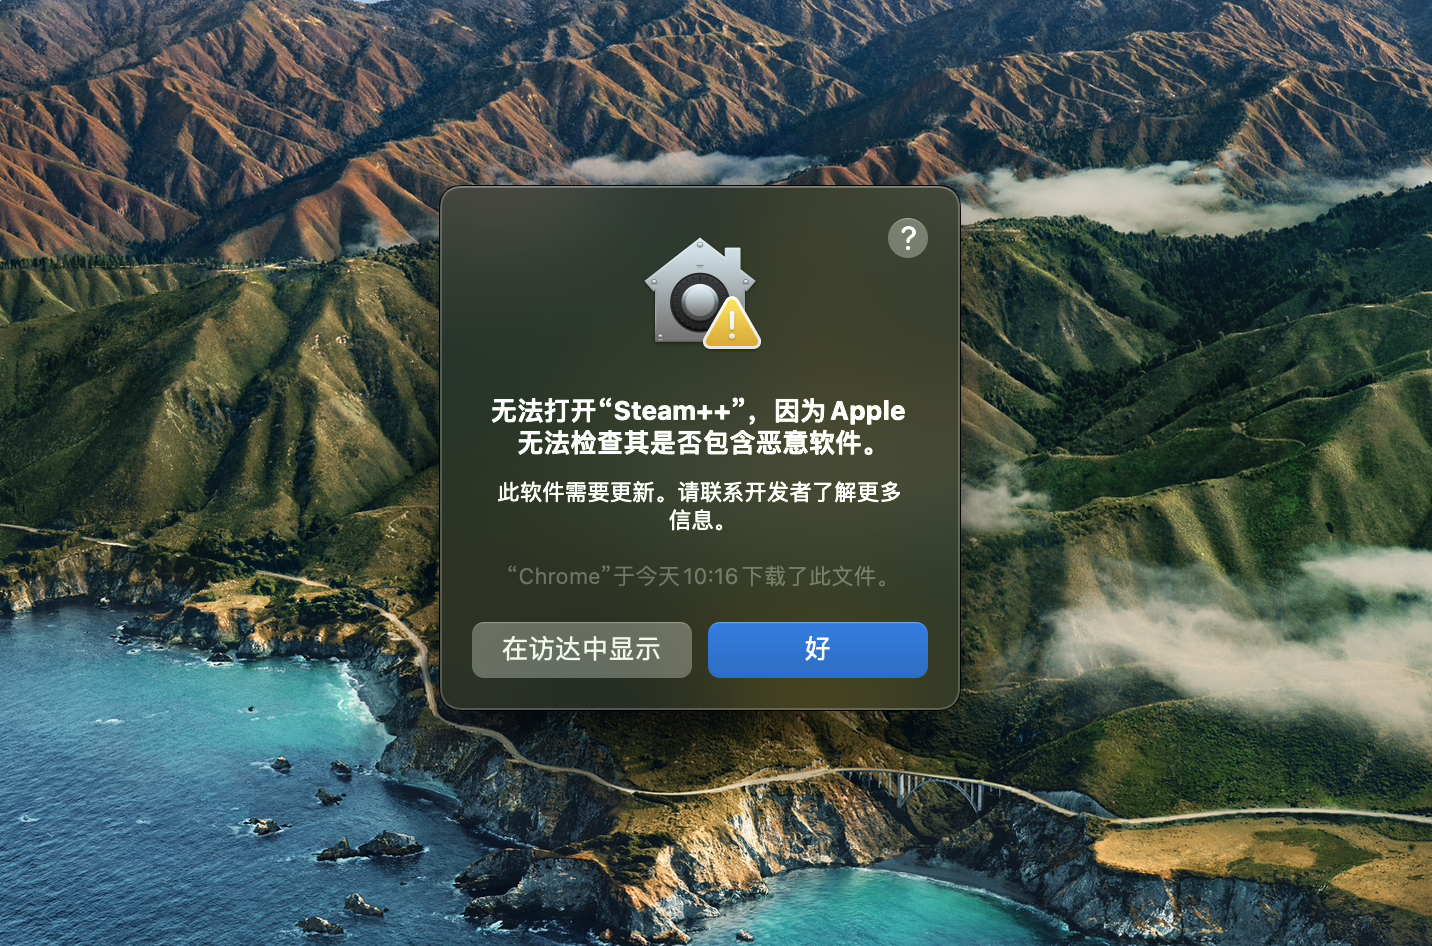 ?
无法打开“Steam++”，因为 Apple
无法检查其是否包含恶意软件。
此软件需要更新。请联系开发者了解更多
信息。
“Chrome”于今天10:16下载了此文件。
在访达中显示
好